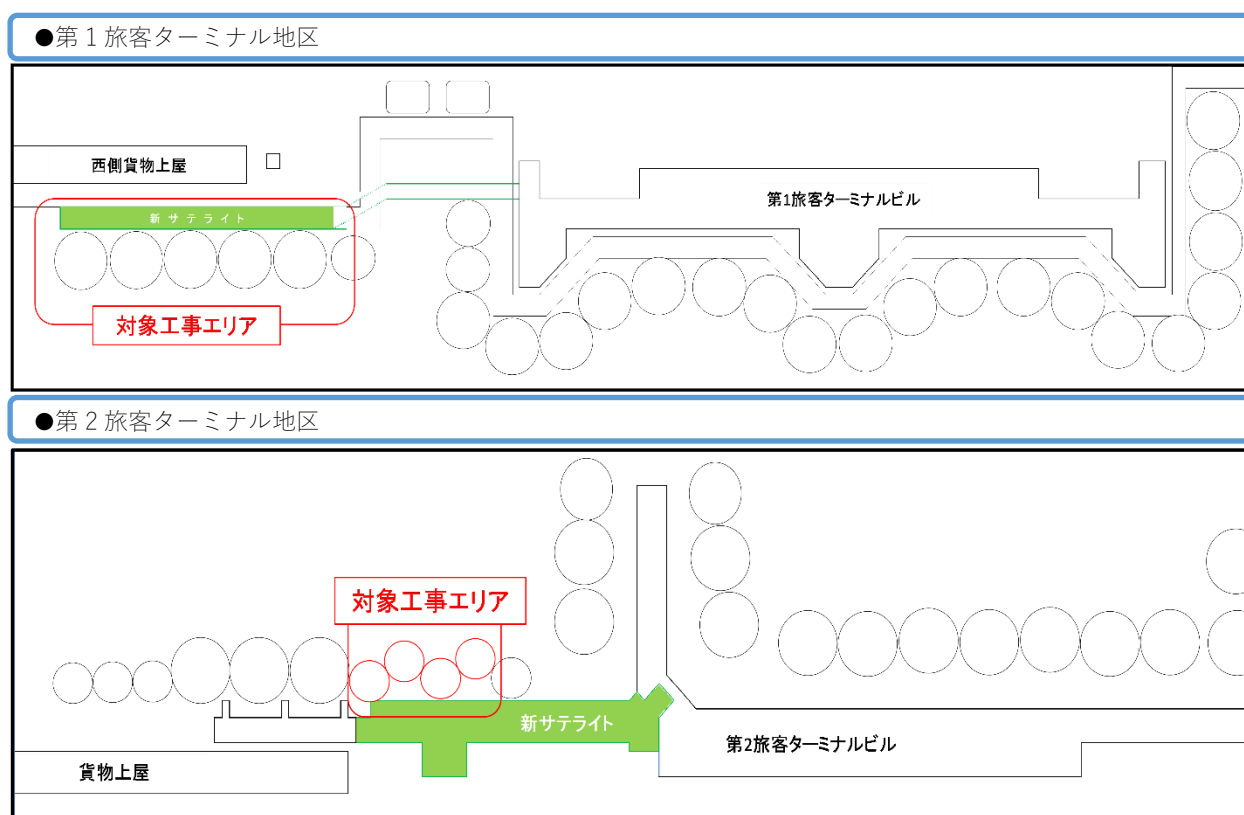 ●第１旅客ターミナル地区
西側貨物上屋
第1旅客ターミナルビル
新サテライト
対象工事エリア
●第２旅客ターミナル地区
対象工事エリア
新サテライト
第2旅客ターミナルビル
貨物上屋